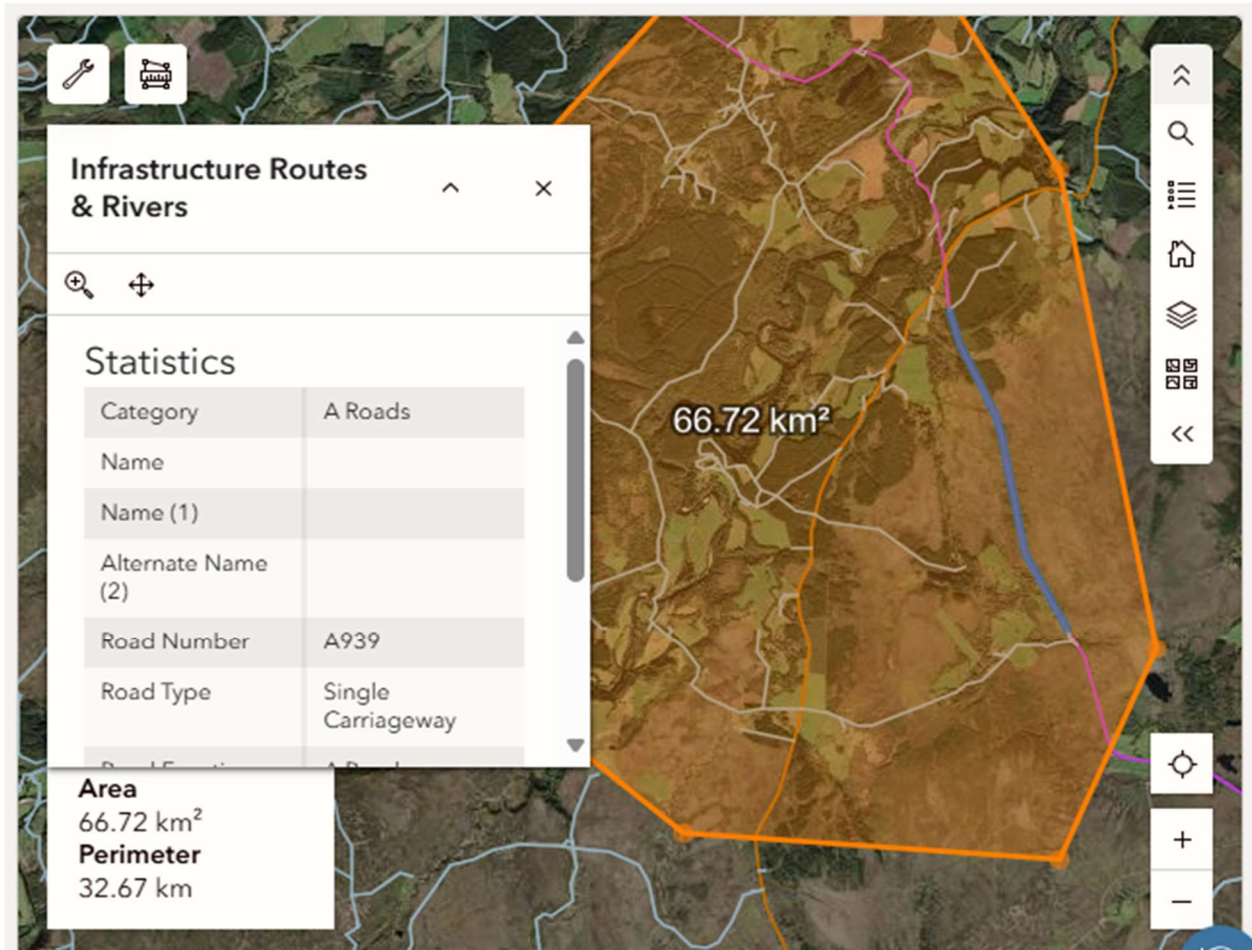 Infrastructure Routes
& Rivers
Statistics
Category A Roads
Name
Name (1)
Alternate Name
(2)
Road Number A939
Road Type Single
Carriageway
Area
66.72 km²
Perimeter
32.67 km
66.72 km²